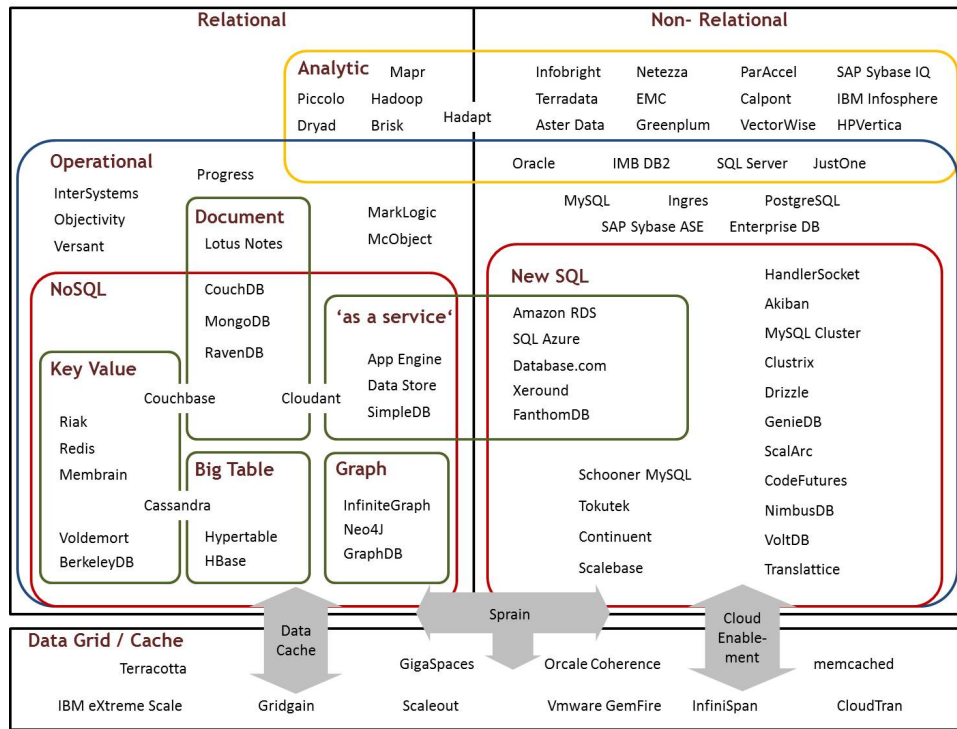 Relational
Non- Relational
Analytic
Mapr
Piccolo
Hadoop
Dryad
Brisk
Hadapt
Infobright
Netezza
ParAccel
SAP Sybase IQ
Terradata
EMC
Calpont
IBM Infosphere
Aster Data
Greenplum
VectorWise
HPVertica
Oracle
IMB DB2
SQL Server
JustOne
Operational
InterSystems
Objectivity
Versant
Progress
Document
Lotus Notes
MarkLogic
McObject
MySQL
Ingres
PostgreSQL
SAP Sybase ASE
Enterprise DB
NoSQL
CouchDB
MongoDB
RavenDB
'as a service'
App Engine
Data Store
SimpleDB
Key Value
Couchbase
Cloudant
Riak
Redis
Membrain
Cassandra
Voldemort
BerkeleyDB
Big Table
Hypertable
HBase
Graph
InfiniteGraph
Neo4J
GraphDB
New SQL
Amazon RDS
SQL Azure
Database.com
Xeround
FanthomDB
HandlerSocket
Akiban
MySQL Cluster
Clustrix
Drizzle
GenieDB
ScalArc
CodeFutures
NimbusDB
VoltDB
Translattice
Schooner MySQL
Tokutek
Continuent
Scalebase
Data Grid / Cache
Data
Cache
Sprain
Cloud
Enable-
ment
Terracotta
GigaSpaces
Orcale Coherence
memcached
IBM eXtreme Scale
Gridgain
Scaleout
Vmware GemFire
InfiniSpan
CloudTran